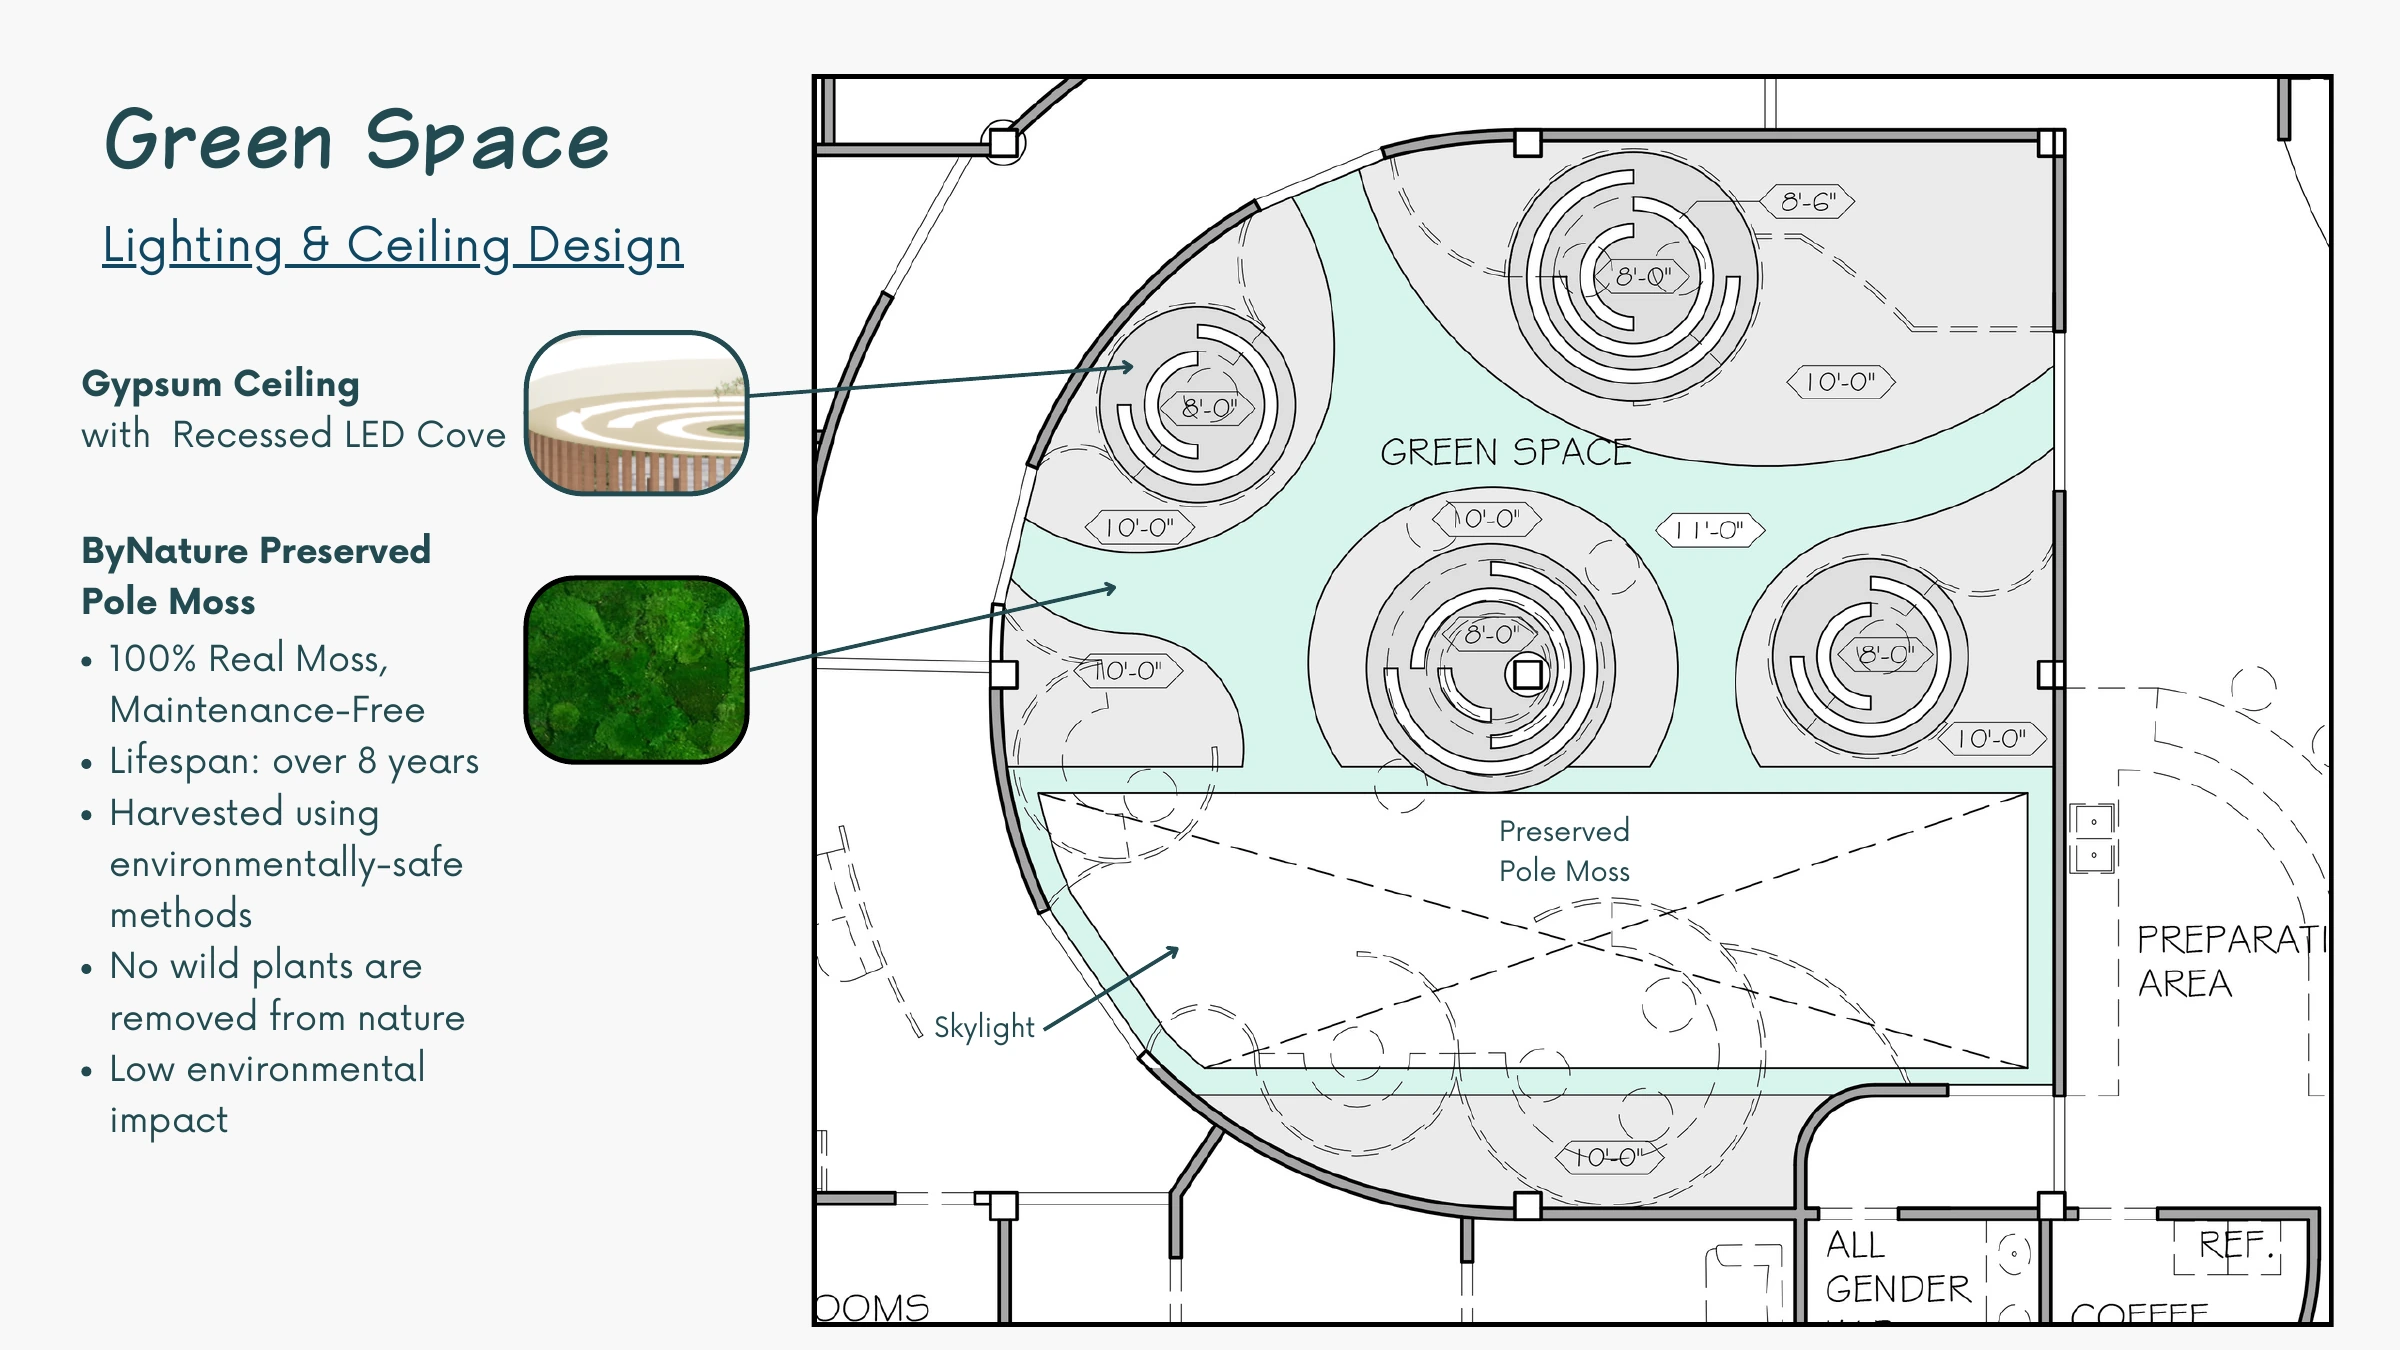 Green Space
Lighting & Ceiling Design
Gypsum Ceiling
with Recessed LED Cove
ByNature Preserved
Pole Moss
• 100% Real Moss,
Maintenance-Free
• Lifespan: over 8 years
• Harvested using
environmentally-safe
methods
• No wild plants are
removed from nature
• Low environmental
impact
8'-6"
8'-0"
10'-0"
8'-0"
GREEN SPACE
10'-0"
10'-0"
11'-0"
8'-0"
8'-0"
10'-0"
10'-0"
Preserved
Pole Moss
PREPARATI
AREA
Skylight
10'-0"
ALL
GENDER
REF.
OOMS
COFFEE